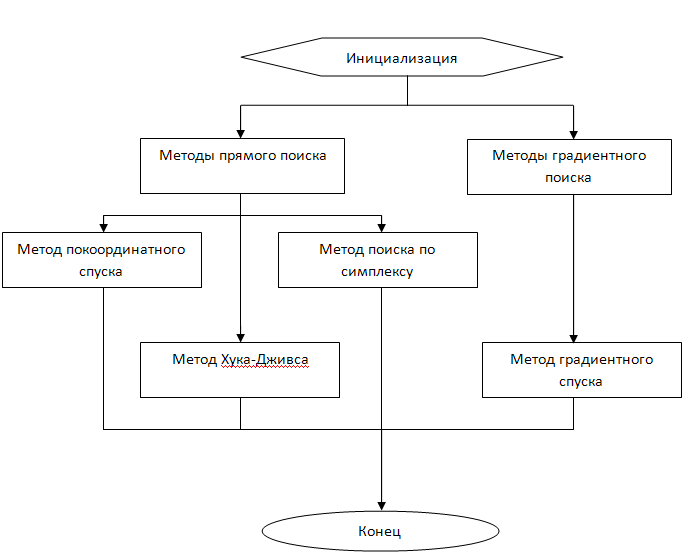 Инициализация
Методы прямого поиска
Методы градиентного
поиска
Метод покоординатного
спуска
Метод поиска по
симплексу
Метод Хука-Дживса
Метод градиентного
спуска
Конец